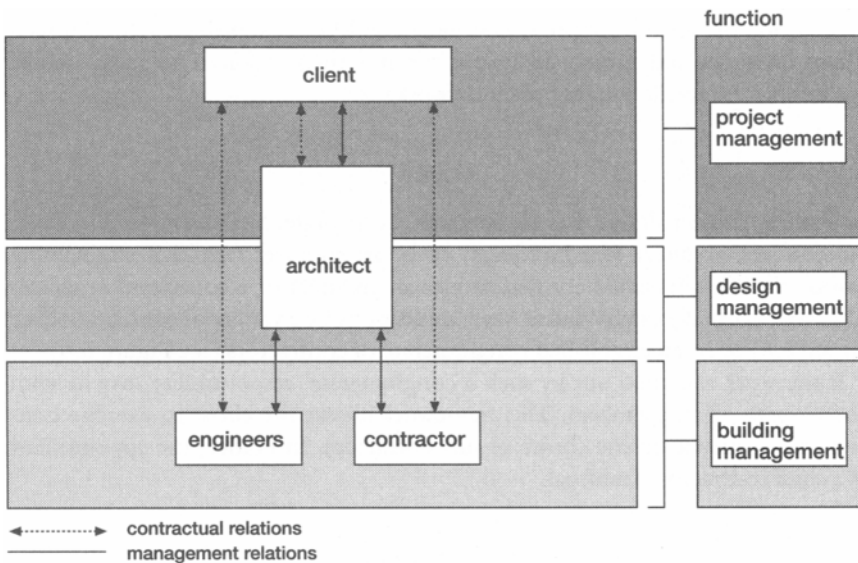 function
client
project
management
architect
design
management
engineers
contractor
building
management
contractual relations
management relations